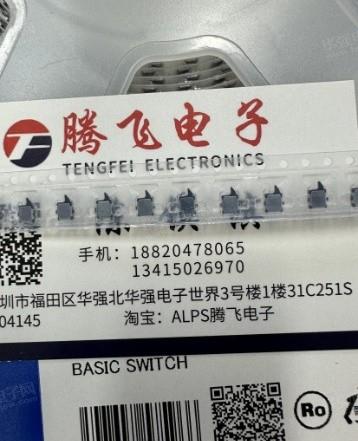 腾飞电子
TENGFEI ELECTRONICS
手机：18820478065
13415026970
圳市福田区华强北华强电子世界3号楼1楼31C251S
04145
淘宝：ALPS腾飞电子
BASIC SWITCH
Ro